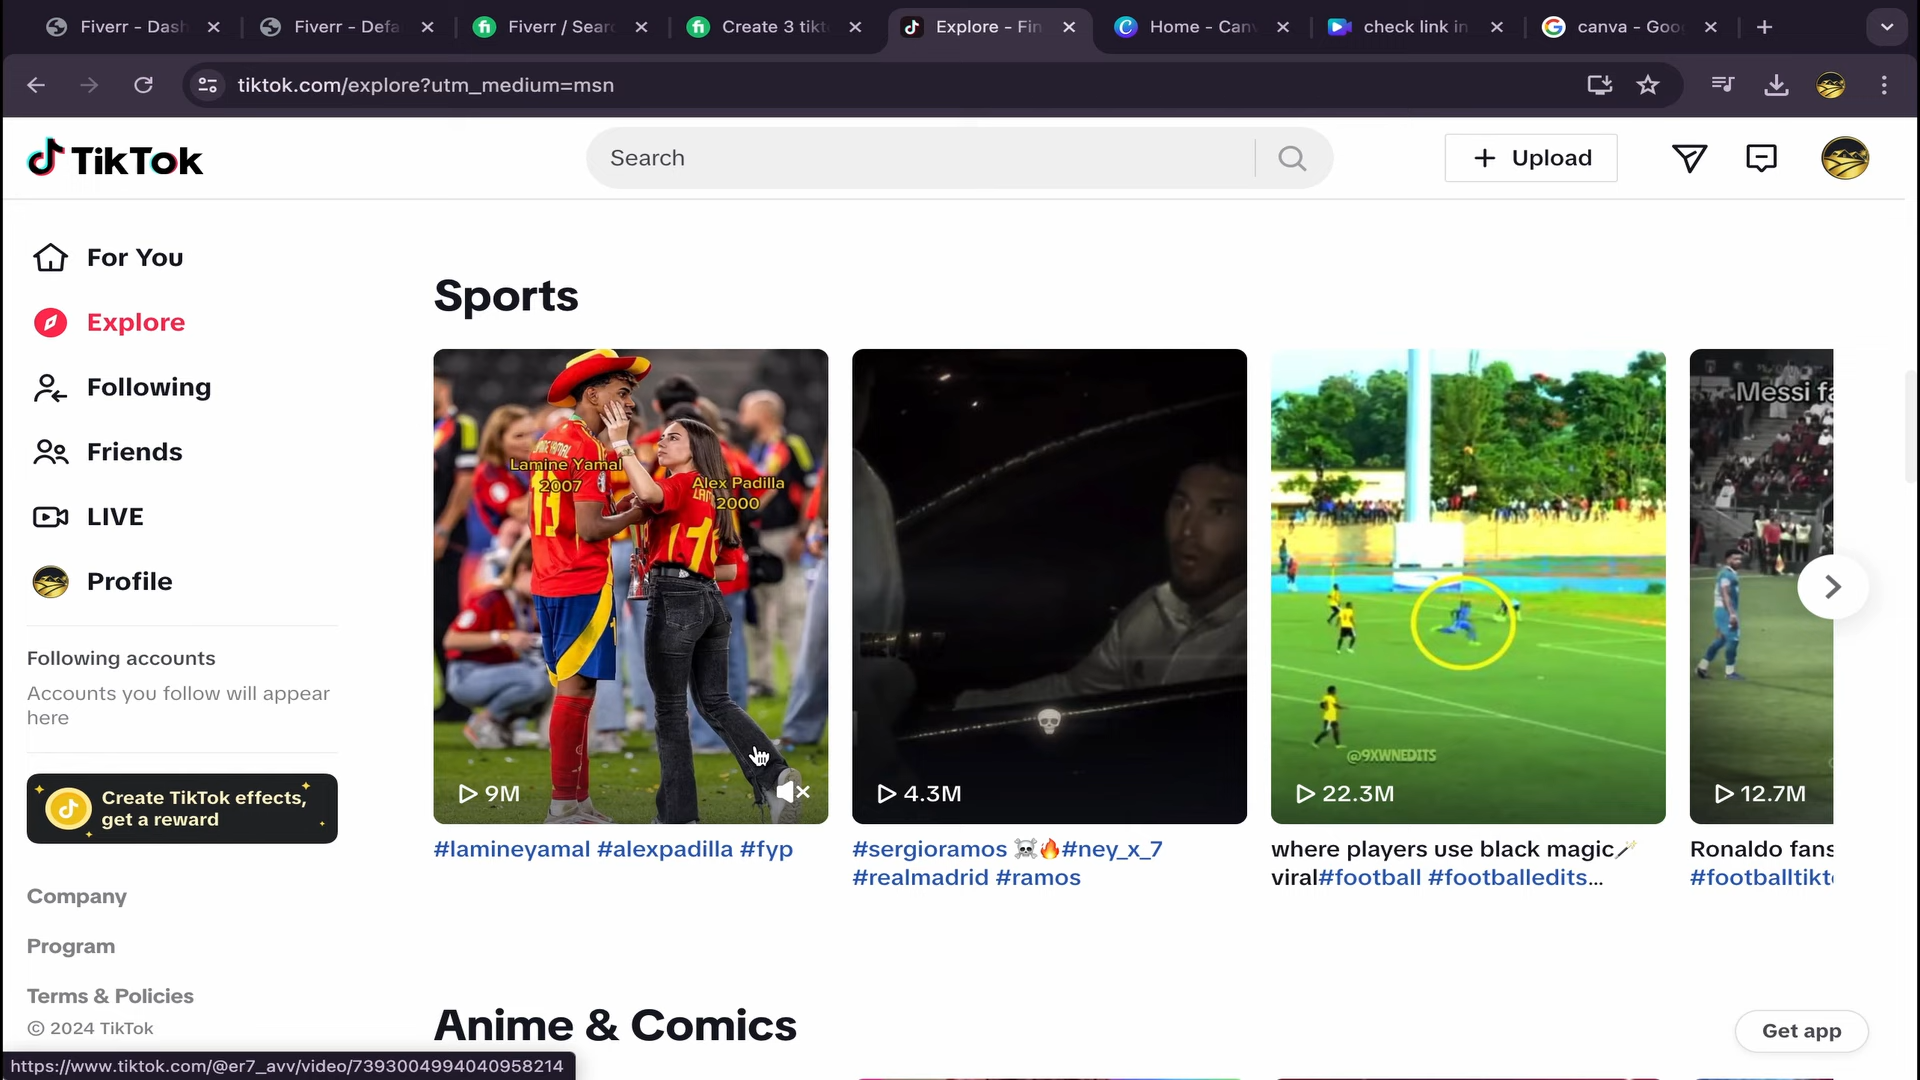 Fiverr - Dash
Fiverr - Defa
Fiverr / Sear
Create 3 tikt
Explore - Fin
Home - Can
check link in
canva - Goo
tiktok.com/explore?utm_medium=msn
TikTok
Search
Upload
For You
Explore
Following
Friends
LIVE
Profile
Following accounts
Accounts you follow will appear
here
Create TikTok effects,
get a reward
Company
Program
Terms & Policies
© 2024 TikTok
Sports
Lamine Yamal
2007
Alex Padilla
2000
9M
#lamineyamal #alexpadilla #fyp
4.3M
#sergioramos ☠️🔥#ney_x_7
#realmadrid #ramos
@9XWNEDITS
22.3M
where players use black magic🪄
viral#football #footballedits...
Messi fa
12.7M
Ronaldo fans
#footballtikt
Anime & Comics
Get app
https://www.tiktok.com/@er7_avv/video/7393004994040958214